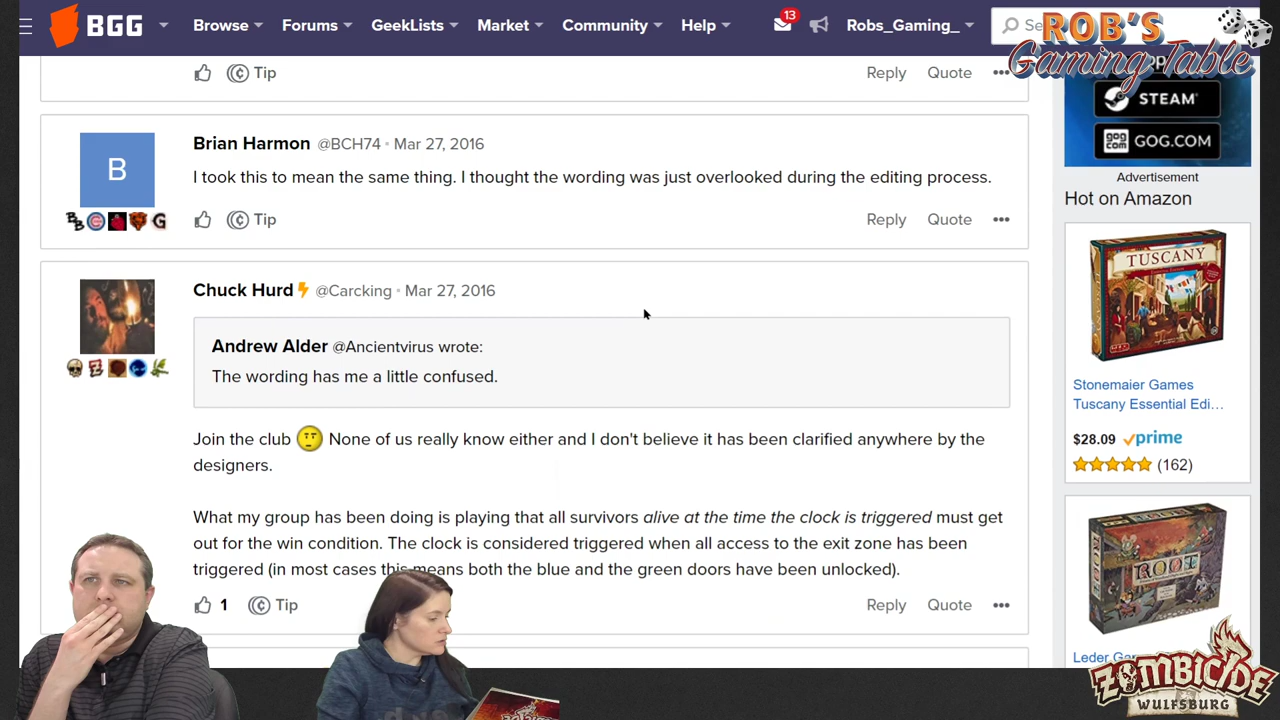 BGG
Browse
Forums
GeekLists
Market
Community
Help
13
Robs_Gaming_
Se
ROB'S
Gaming Table
Tip
Reply
Quote
STEAM
GOG.COM
gog
com
Advertisement
Hot on Amazon
B
Brian Harmon @BCH74 · Mar 27, 2016
I took this to mean the same thing. I thought the wording was just overlooked during the editing process.
Tip
Reply
Quote
TUSCANY
Chuck Hurd @Carcking · Mar 27, 2016
Andrew Alder @Ancientvirus wrote:
The wording has me a little confused.
Join the club None of us really know either and I don't believe it has been clarified anywhere by the
designers.
What my group has been doing is playing that all survivors alive at the time the clock is triggered must get
out for the win condition. The clock is considered triggered when all access to the exit zone has been
triggered (in most cases this means both the blue and the green doors have been unlocked).
1
Tip
Reply
Quote
Stonemaier Games
Tuscany Essential Edi…
$28.09 prime
(162)
ROOT
Leder Ga
ZOMBICIDE
WULFSBURG